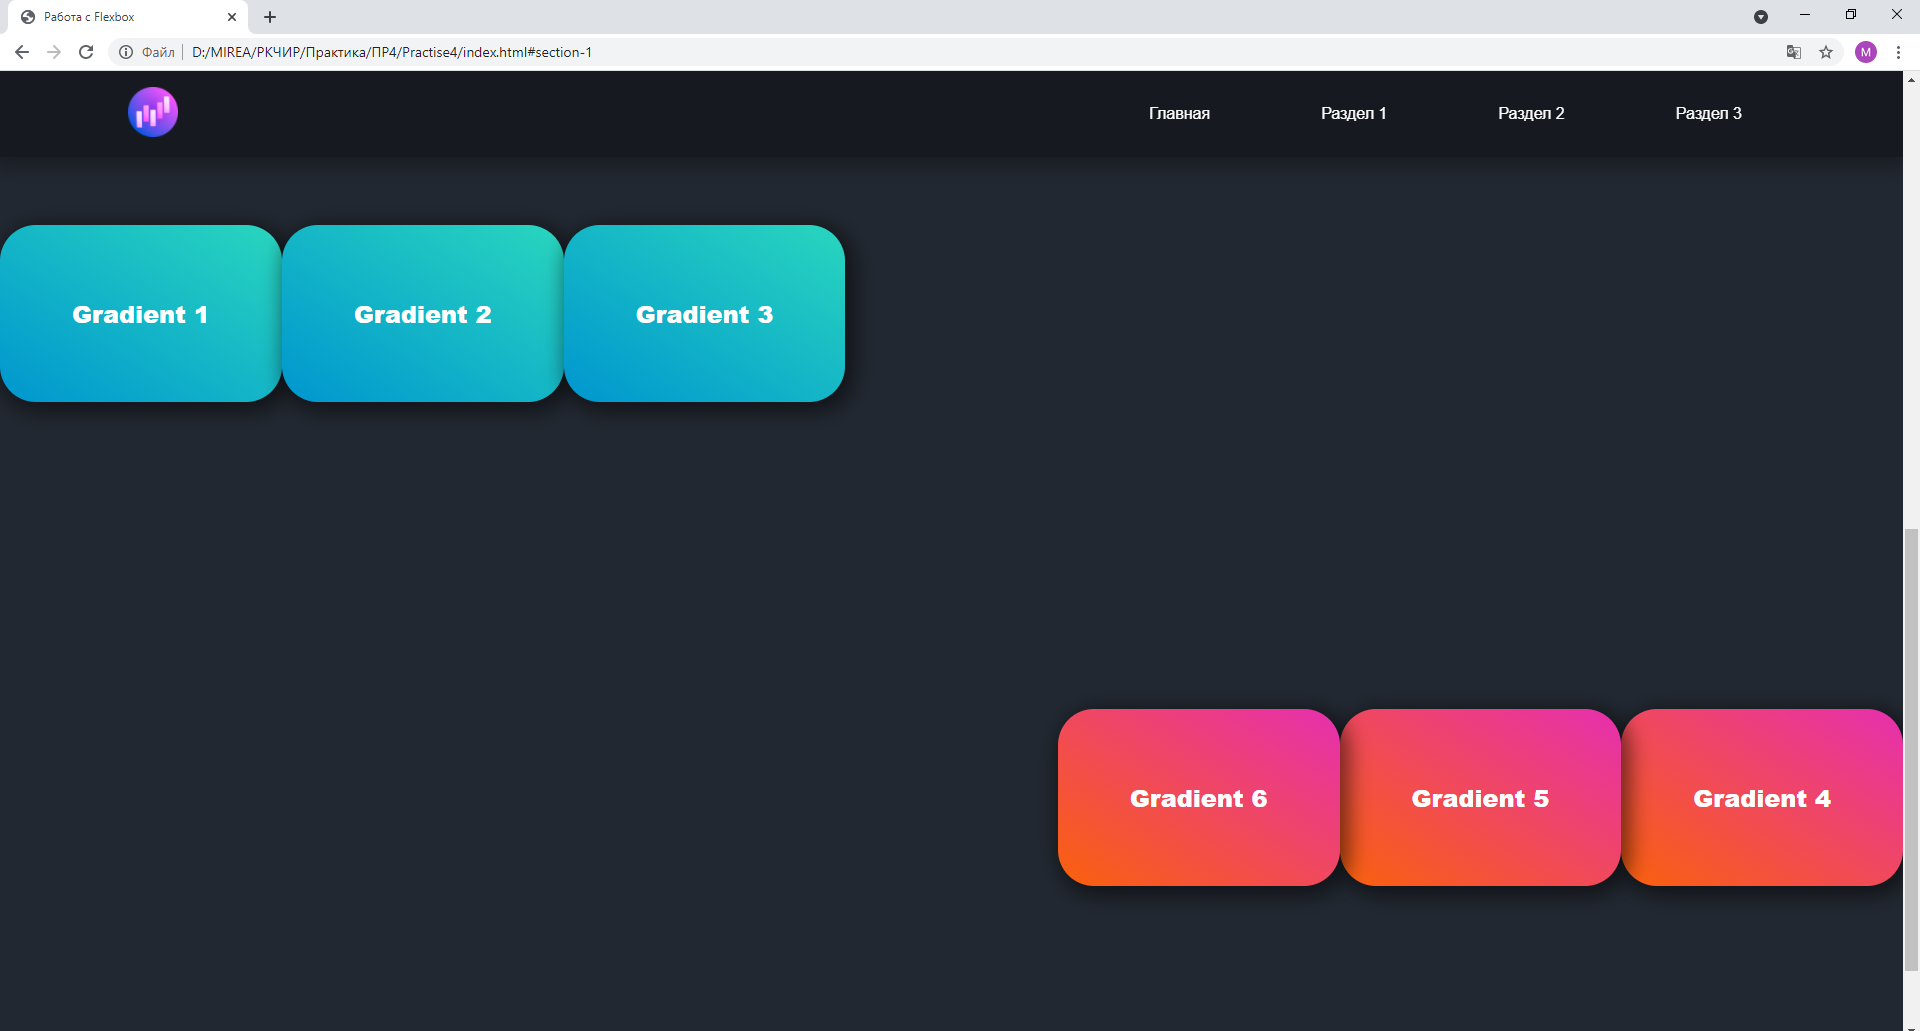 Работа с Flexbox
Файл
D:/MIREA/РКЧИР/Практика/ПР4/Practise4/index.html#section-1
M
Главная
Раздел 1
Раздел 2
Раздел 3
Gradient 1
Gradient 2
Gradient 3
Gradient 6
Gradient 5
Gradient 4